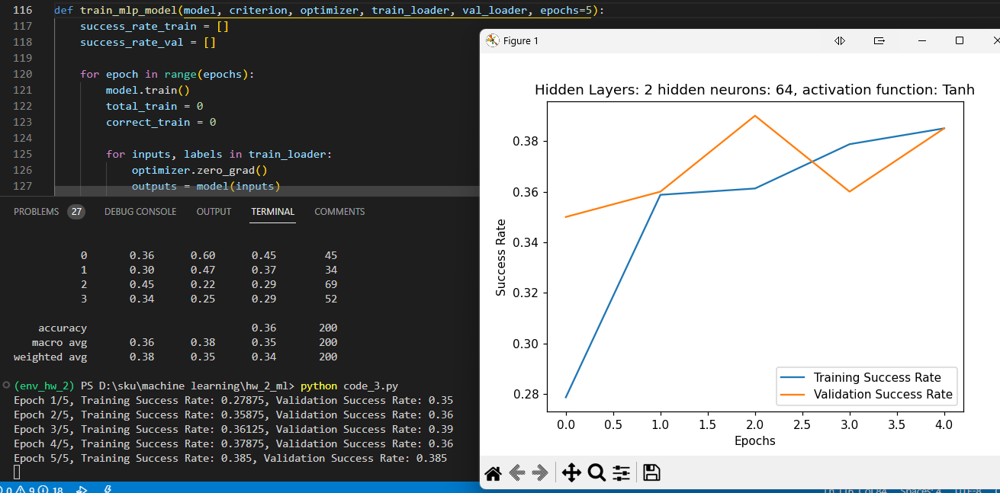 116 def train_mlp_model(model, criterion, optimizer, train_loader, val_loader, epochs=5):
117 success_rate_train = []
118 success_rate_val = []
119
120 for epoch in range(epochs):
121 model.train()
122 total_train = 0
123 correct_train = 0
124
125 for inputs, labels in train_loader:
126 optimizer.zero_grad()
127 outputs = model(inputs)
PROBLEMS 27 DEBUG CONSOLE OUTPUT TERMINAL COMMENTS
0 0.36 0.60 0.45 45
1 0.30 0.47 0.37 34
2 0.45 0.22 0.29 69
3 0.34 0.25 0.29 52
accuracy 0.36 200
macro avg 0.36 0.38 0.35 200
weighted avg 0.38 0.35 0.34 200
(env_hw_2) PS D:\sku\machine learning\hw_2_ml> python code_3.py
Epoch 1/5, Training Success Rate: 0.27875, Validation Success Rate: 0.35
Epoch 2/5, Training Success Rate: 0.35875, Validation Success Rate: 0.36
Epoch 3/5, Training Success Rate: 0.36125, Validation Success Rate: 0.39
Epoch 4/5, Training Success Rate: 0.37875, Validation Success Rate: 0.36
Epoch 5/5, Training Success Rate: 0.385, Validation Success Rate: 0.385
0 9 18
Figure 1
Hidden Layers: 2 hidden neurons: 64, activation function: Tanh
0.38
0.36
0.34
0.32
0.30
0.28
Success Rate
Training Success Rate
Validation Success Rate
0.0 0.5 1.0 1.5 2.0 2.5 3.0 3.5 4.0
Epochs